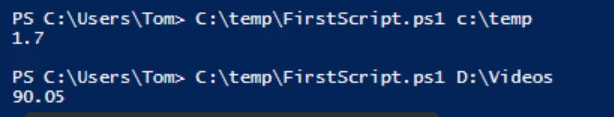 PS C:\Users\Tom> C:\temp\FirstScript.ps1 c:\temp
1.7
PS C:\Users\Tom> C:\temp\FirstScript.ps1 D:\Videos
90.05